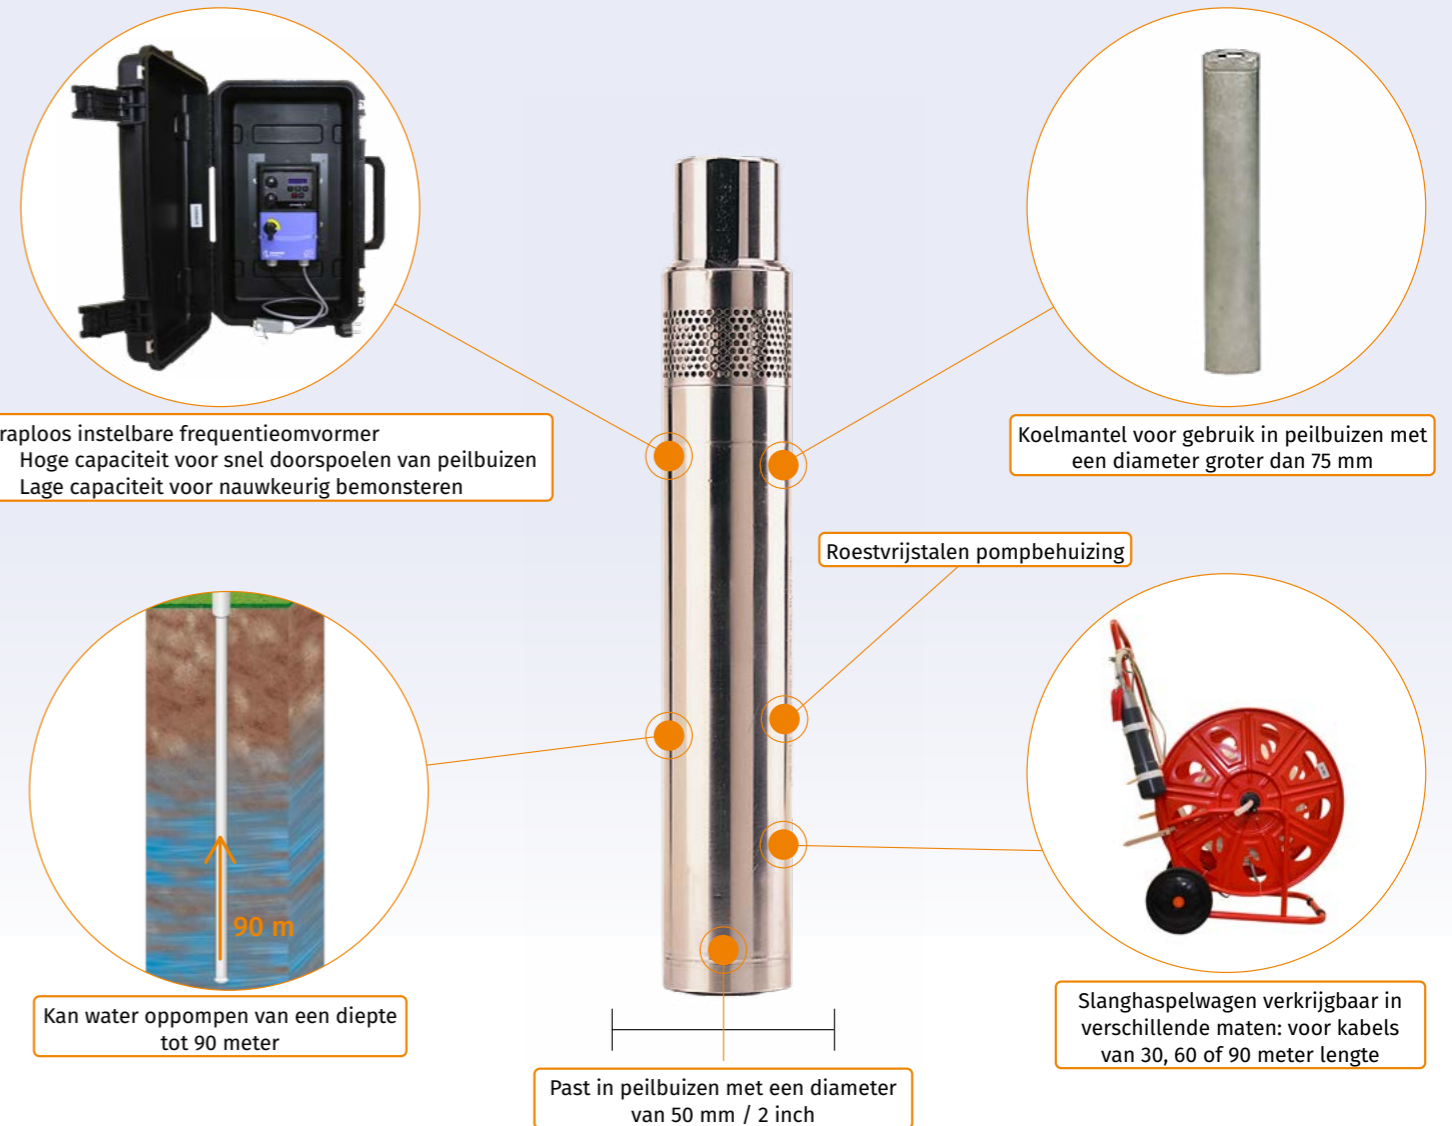 raploos instelbare frequentieomvormer
Hoge capaciteit voor snel doorspoelen van peilbuizen
Lage capaciteit voor nauwkeurig bemonsteren
Koelmantel voor gebruik in peilbuizen met
een diameter groter dan 75 mm
Roestvrijstalen pompbehuizing
90 m
Kan water oppompen van een diepte
tot 90 meter
Slanghaspelwagen verkrijgbaar in
verschillende maten: voor kabels
van 30, 60 of 90 meter lengte
Past in peilbuizen met een diameter
van 50 mm / 2 inch